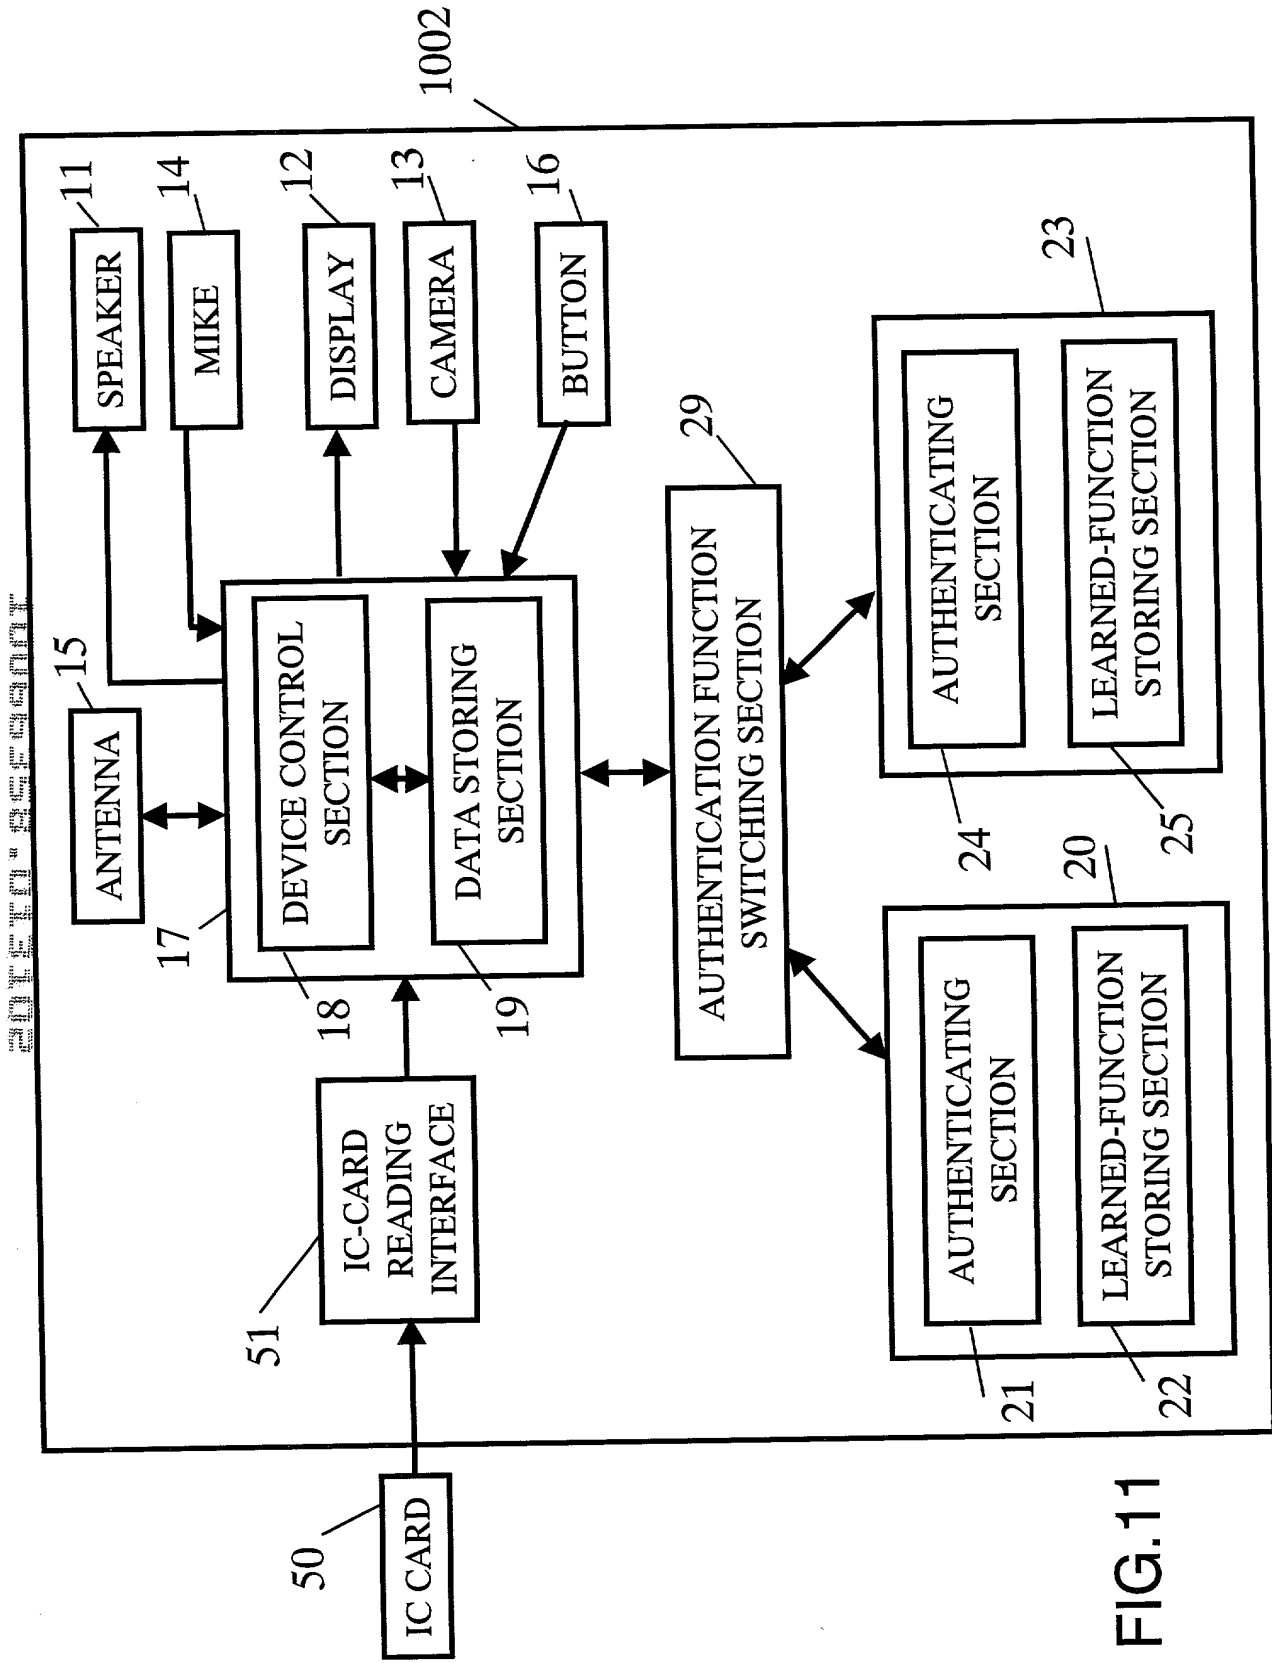 1002
SPEAKER
11
MIKE
14
DISPLAY
12
CAMERA
13
BUTTON
16
ANTENNA
15
17
DEVICE CONTROL
SECTION
18
DATA STORING
SECTION
19
IC-CARD
READING
INTERFACE
51
IC CARD
50
AUTHENTICATION FUNCTION
SWITCHING SECTION
29
AUTHENTICATING
SECTION
21
LEARNED-FUNCTION
STORING SECTION
22
20
AUTHENTICATING
SECTION
24
LEARNED-FUNCTION
STORING SECTION
25
23
FIG.11